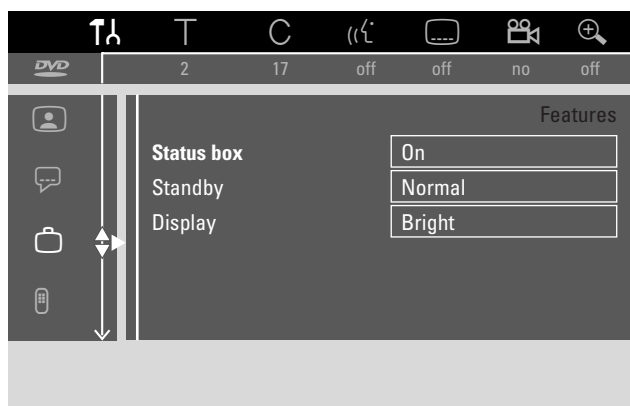 T C
DVD 2 17 off off no off
Features
Status box On
Standby Normal
Display Bright